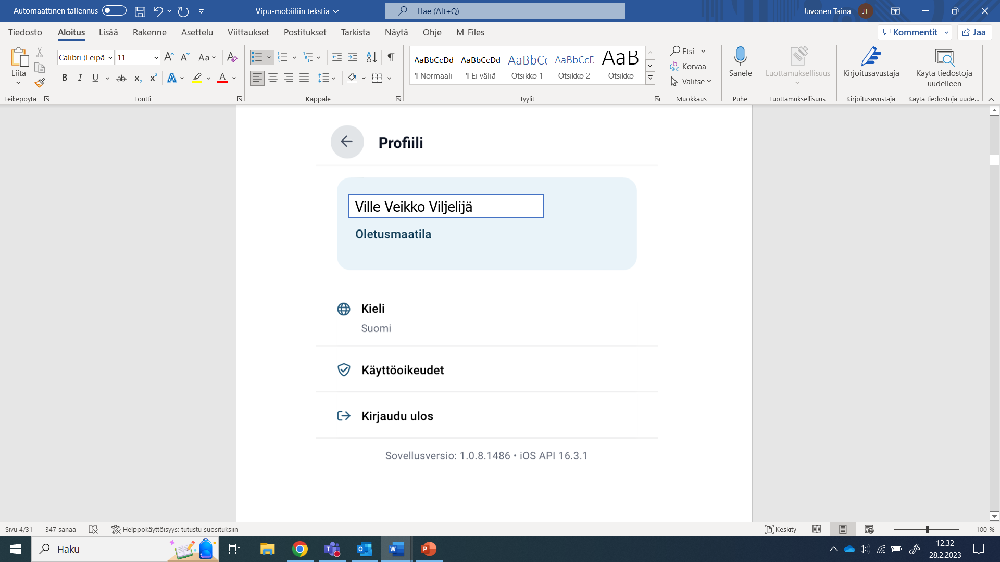 Automaattinen tallennus
Vipu-mobiiliin tekstiä
Hae (Alt+Q)
Juvonen Taina
JT
Tiedosto
Aloitus
Lisää
Rakenne
Asettelu
Viittaukset
Postitukset
Tarkista
Näytä
Ohje
M-Files
Kommentit
Jaa
Liitä
Calibri (Leipä
11
AaBbCcDd
AaBbCcDd
AaBbCc
AaBbCcD
AaB
¶ Normaali
¶ Ei väliä
Otsikko 1
Otsikko 2
Otsikko
Etsi
Korvaa
Valitse
Sanele
Luottamuksellisuus
Kirjoitusavustaja
Käytä tiedostoja
uudelleen
Leikepöytä
Fontti
Kappale
Tyylit
Muokkaus
Puhe
Luottamuksellisuus
Kirjoitusavustaja
Käytä tiedostoja uude...
Profiili
Ville Veikko Viljelijä
Oletusmaatila
Kieli
Suomi
Käyttöoikeudet
Kirjaudu ulos
Sovellusversio: 1.0.8.1486 • iOS API 16.3.1
Sivu 4/31
347 sanaa
Helppokäyttöisyys: tutustu suosituksiin
Keskity
100 %
Haku
12.32
28.2.2023